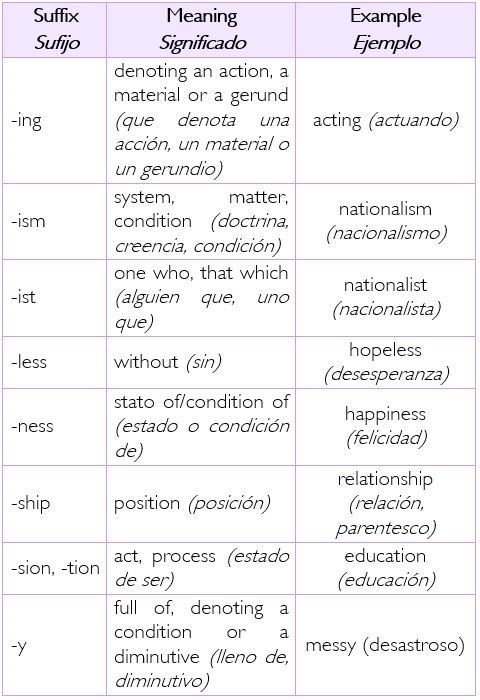 Suffix Meaning Example
Sufijo Significado Ejemplo
-ing
denoting an action, a
material or a gerund
(que denota una
acción, un material o
un gerundio)
acting (actuando)
-ism
system, matter,
condition (doctrina,
creencia, condición)
nationalism
(nacionalismo)
-ist
one who, that which
(alguien que, uno
que)
nationalist
(nacionalista)
-less
without (sin)
hopeless
(desesperanza)
-ness
stato of/condition of
(estado o condición
de)
happiness
(felicidad)
-ship
position (posición)
relationship
(relación,
parentesco)
-sion, -tion
act, process (estado
de ser)
education
(educación)
-y
full of, denoting a
condition or a
diminutive (lleno de,
diminutivo)
messy (desastroso)